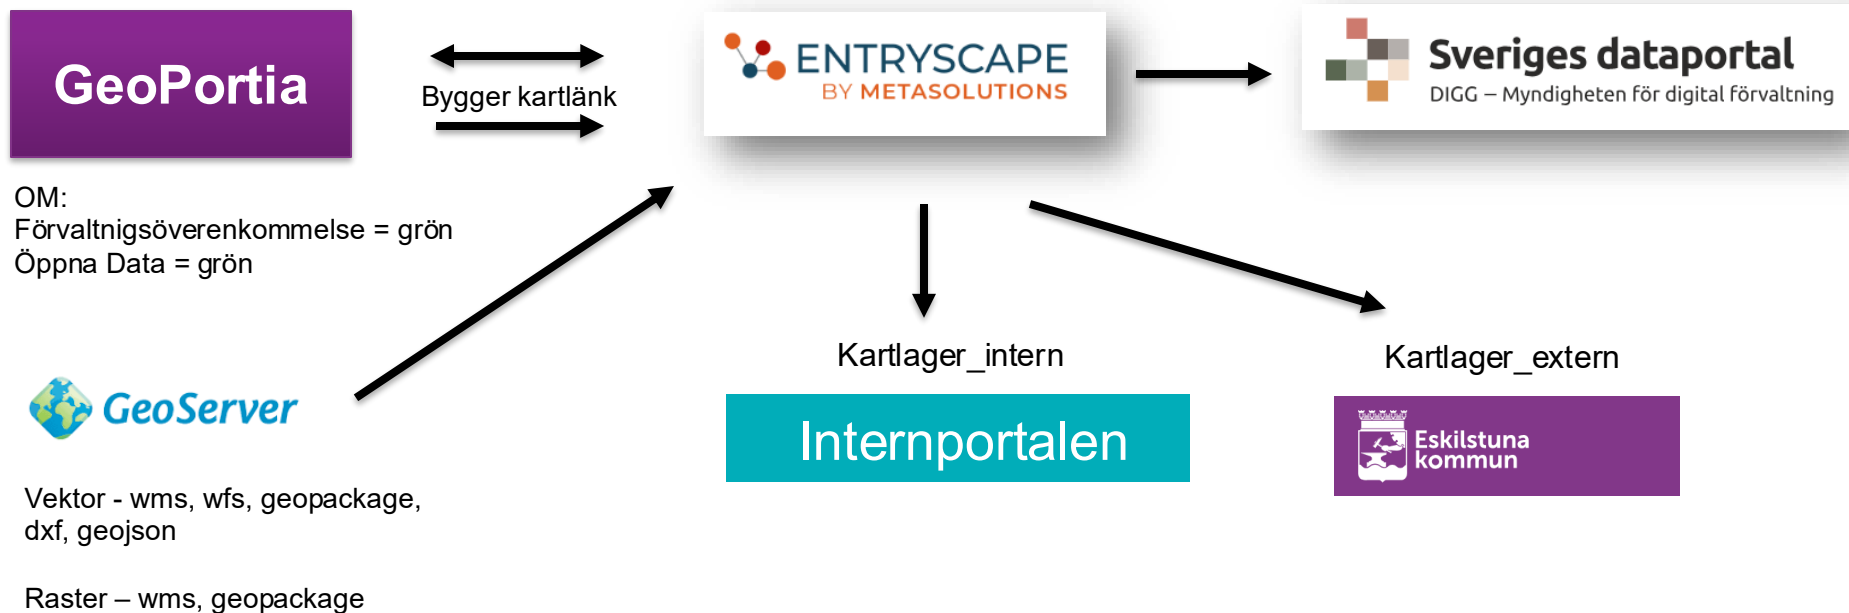 GeoPortia
Bygger kartlänk
ENTRYSCAPE
BY METASOLUTIONS
Sveriges dataportal
DIGG – Myndigheten för digital förvaltning
OM:
Förvaltnigsöverenkommelse = grön
Öppna Data = grön
GeoServer
Vektor - wms, wfs, geopackage,
dxf, geojson
Raster – wms, geopackage
Kartlager_intern
Internportalen
Kartlager_extern
Eskilstuna
kommun